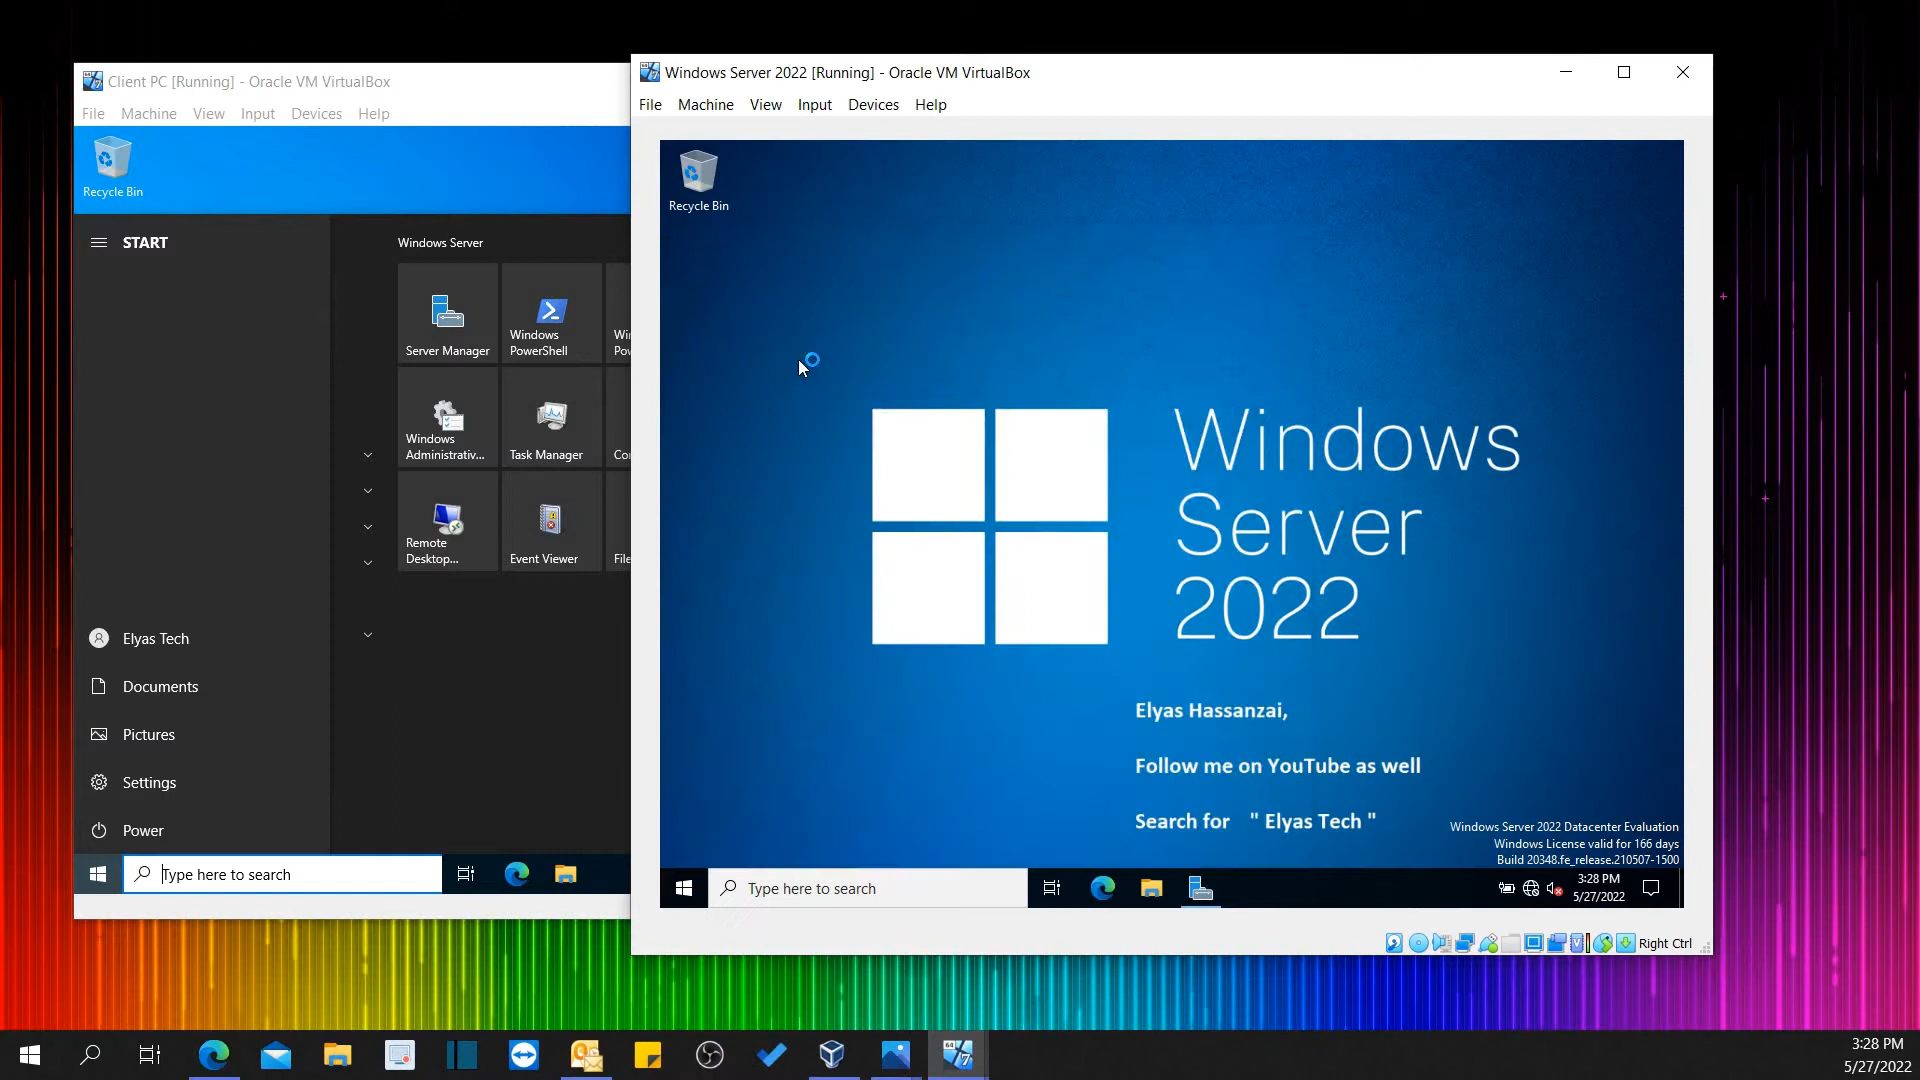 Client PC [Running] - Oracle VM VirtualBox
File Machine View Input Devices Help
Recycle Bin
START
Windows Server
Server Manager
Windows
PowerShell
Wi
Pov
Windows
Administrativ...
Task Manager
Co
Remote
Desktop...
Event Viewer
File
Elyas Tech
Documents
Pictures
Settings
Power
Type here to search
Windows Server 2022 [Running] - Oracle VM VirtualBox
File Machine View Input Devices Help
Recycle Bin
Windows
Server
2022
Elyas Hassanzai,
Follow me on YouTube as well
Search for " Elyas Tech "
Windows Server 2022 Datacenter Evaluation
Windows License valid for 166 days
Build 20348.fe_release.210507-1500
Type here to search
3:28 PM
5/27/2022
Right Ctrl
3:28 PM
5/27/2022